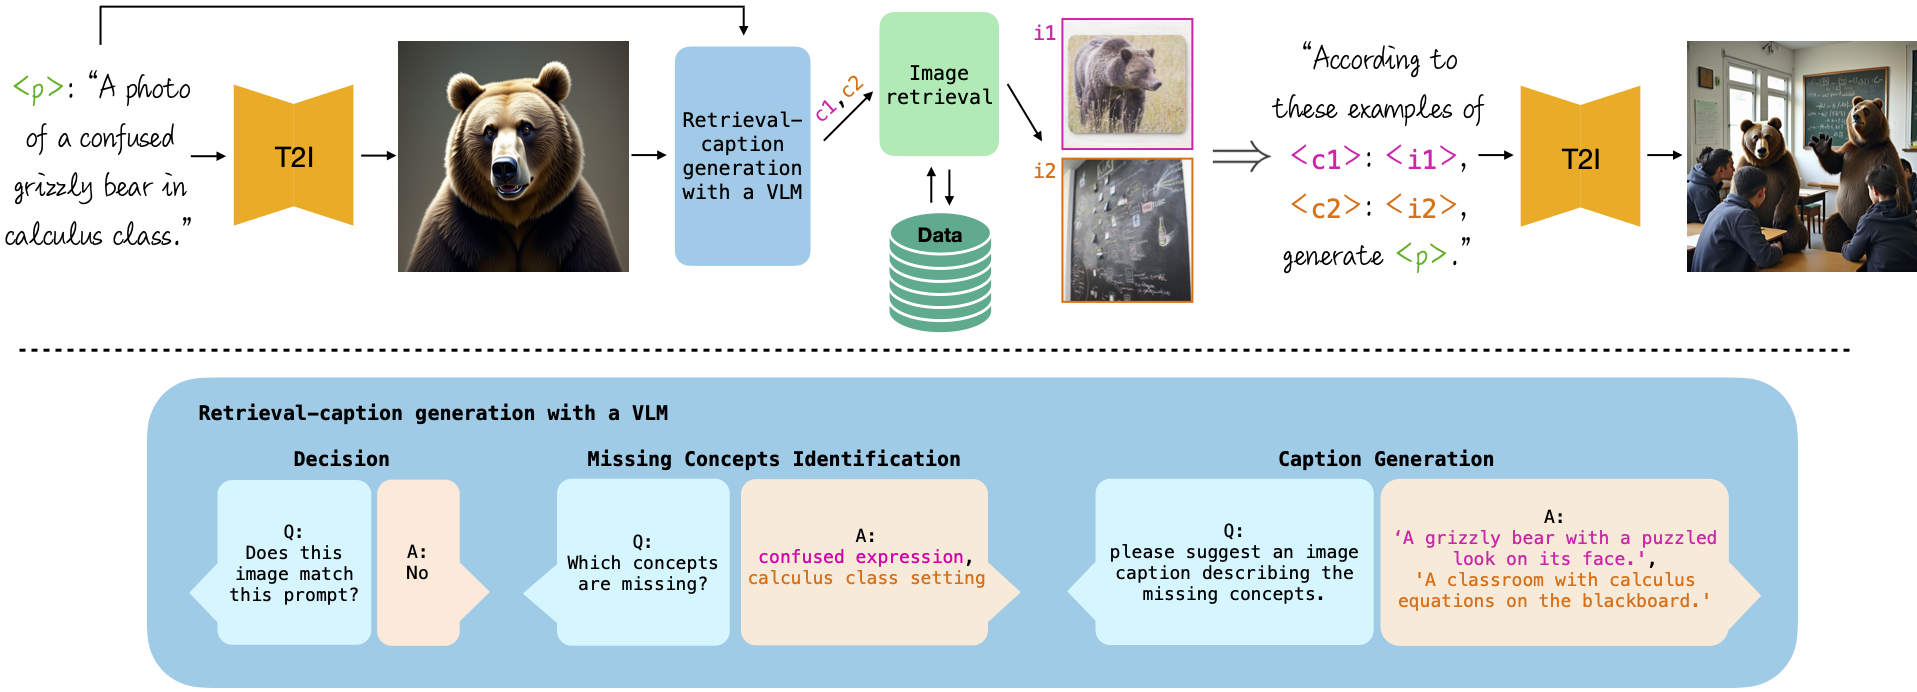 <p>: “A photo
of a confused
grizzly bear in
calculus class.”
T2I
Retrieval-
caption
generation
with a VLM
c1, c2
Image
retrieval
Data
i1
i2
“According to
these examples of
<c1>: <i1>,
<c2>: <i2>,
generate <p>.”
T2I
Retrieval-caption generation with a VLM
Decision
Q:
Does this
image match
this prompt?
A:
No
Missing Concepts Identification
Q:
Which concepts
are missing?
A:
confused expression,
calculus class setting
Caption Generation
Q:
please suggest an image
caption describing the
missing concepts.
A:
‘A grizzly bear with a puzzled
look on its face.',
'A classroom with calculus
equations on the blackboard.'